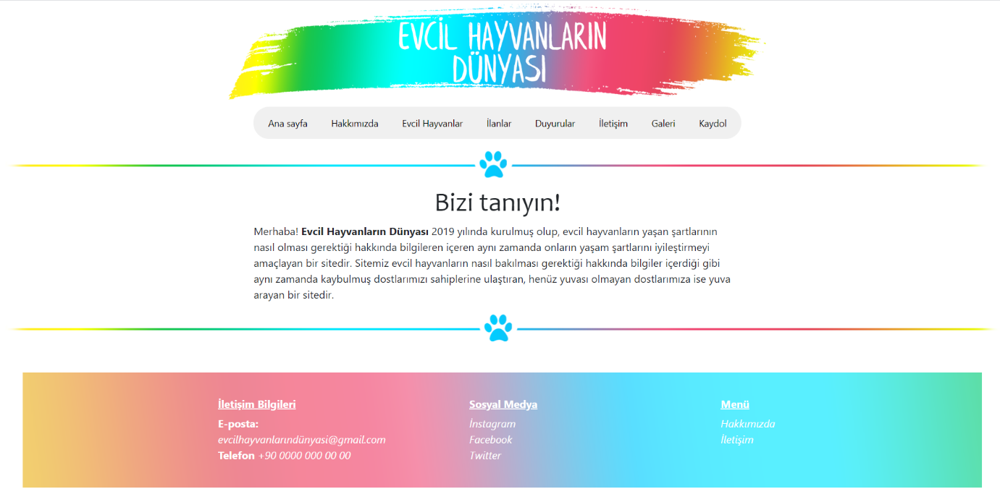 EVCİL HAYVANLARIN
DÜNYASI
Ana sayfa Hakkımızda Evcil Hayvanlar İlanlar Duyurular İletişim Galeri Kaydol
Bizi tanıyın!
Merhaba! Evcil Hayvanların Dünyası 2019 yılında kurulmuş olup, evcil hayvanların yaşan şartlarının
nasıl olması gerektiği hakkında bilgileren içeren aynı zamanda onların yaşam şartlarını iyileştirmeyi
amaçlayan bir sitedir. Sitemiz evcil hayvanların nasıl bakılması gerektiği hakkında bilgiler içerdiği gibi
aynı zamanda kaybulmuş dostlarımızı sahiplerine ulaştıran, henüz yuvası olmayan dostlarımıza ise yuva
arayan bir sitedir.
İletişim Bilgileri
E-posta:
evcilhayvanlarındünyasi@gmail.com
Telefon +90 0000 000 00 00
Sosyal Medya
İnstagram
Facebook
Twitter
Menü
Hakkımızda
İletişim